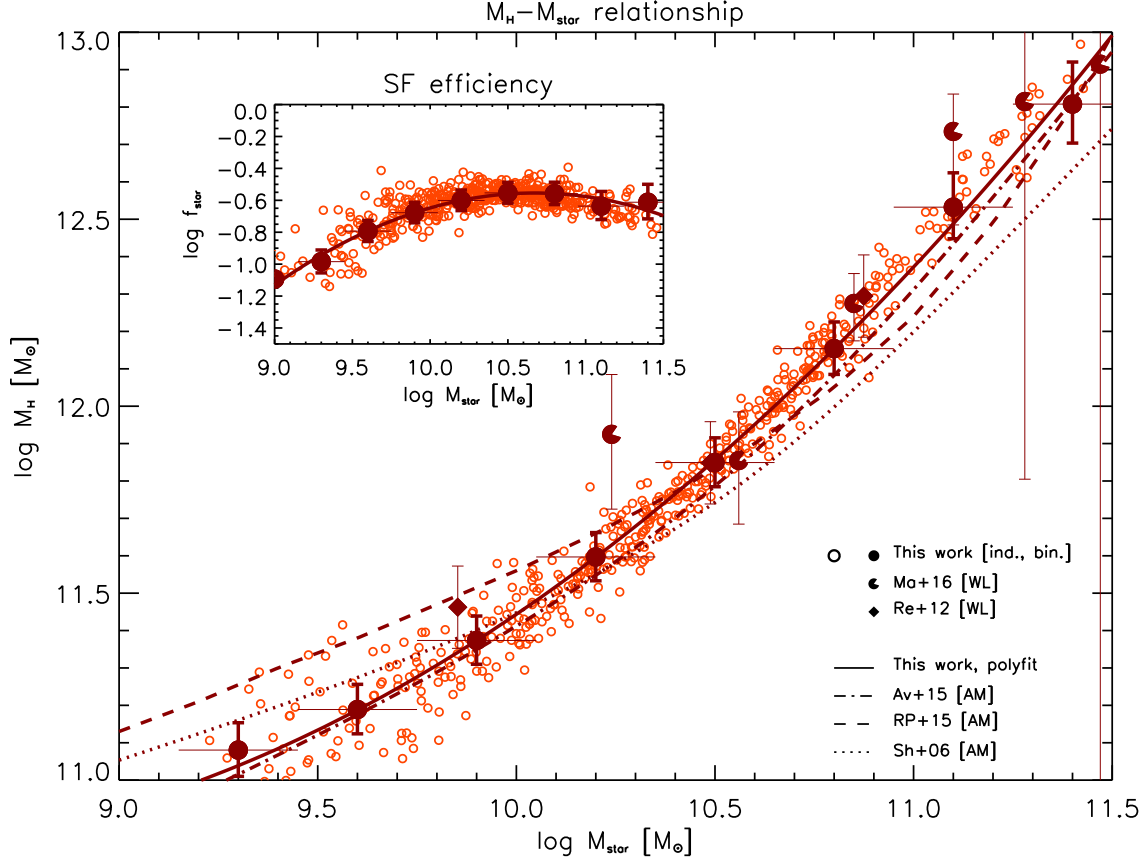 M_H−M_star relationship
13.0
12.5
12.0
11.5
11.0
log M_H [M_⊙]
SF efficiency
0.0
−0.2
−0.4
−0.6
−0.8
−1.0
−1.2
−1.4
log f_star
9.0 9.5 10.0 10.5 11.0 11.5
log M_star [M_⊙]
This work [ind., bin.]
Ma+16 [WL]
Re+12 [WL]
This work, polyfit
Av+15 [AM]
RP+15 [AM]
Sh+06 [AM]
9.0 9.5 10.0 10.5 11.0 11.5
log M_star [M_⊙]